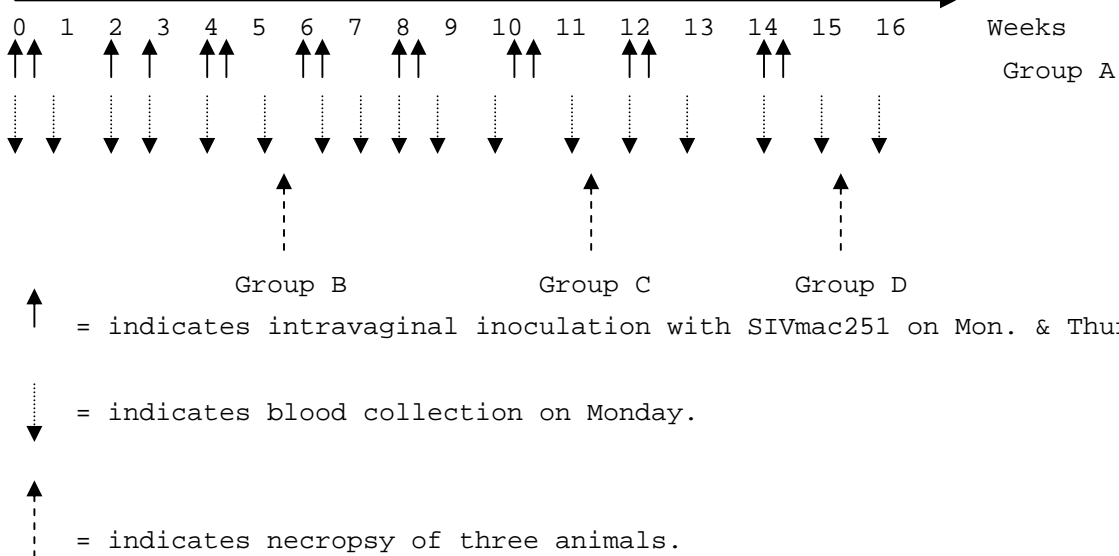 0 1 2 3 4 5 6 7 8 9 10 11 12 13 14 15 16 Weeks
Group A
Group B Group C Group D
= indicates intravaginal inoculation with SIVmac251 on Mon. & Thu
= indicates blood collection on Monday.
= indicates necropsy of three animals.